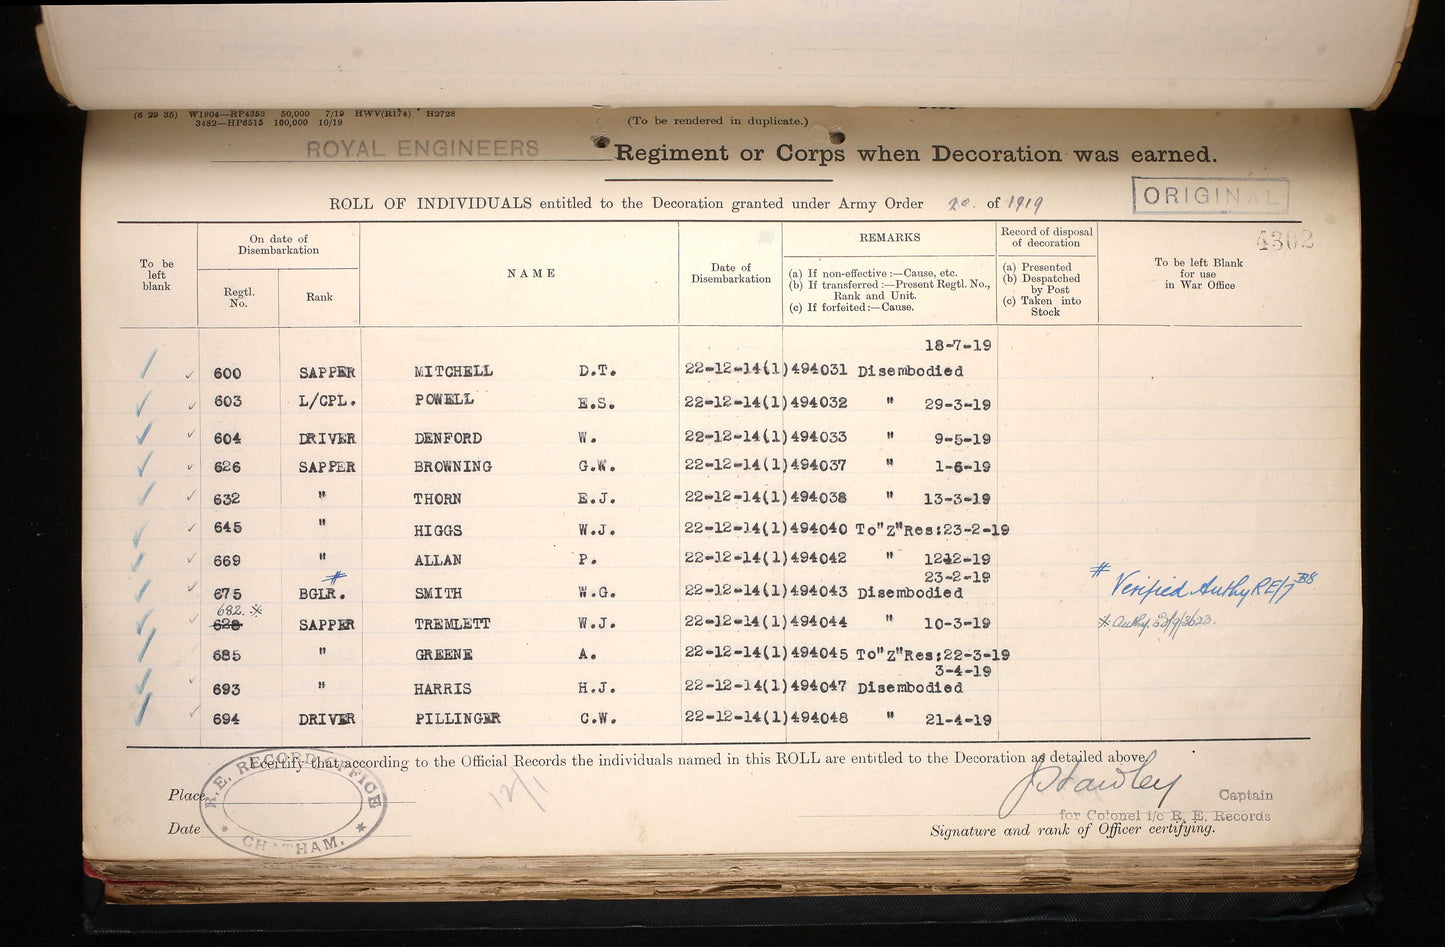 (6 29 35) W1904—RP4353 50,000 7/19 HWV(R174) H2728
3482—HP6515 100,000 10/19
(To be rendered in duplicate.)
ROYAL ENGINEERS Regiment or Corps when Decoration was earned.
ROLL OF INDIVIDUALS entitled to the Decoration granted under Army Order 20. of 1919
ORIGINAL
4302
To be left blank
On date of Disembarkation
Regtl. No.
Rank
NAME
Date of Disembarkation
REMARKS
(a) If non-effective :—Cause, etc.
(b) If transferred :—Present Regtl. No., Rank and Unit.
(c) If forfeited :—Cause.
Record of disposal of decoration
(a) Presented
(b) Despatched by Post
(c) Taken into Stock
To be left Blank for use in War Office
18-7-19
600 SAPPER MITCHELL D.T. 22-12-14(1) 494031 Disembodied
603 L/CPL. POWELL E.S. 22-12-14(1) 494032 " 29-3-19
604 DRIVER DENFORD W. 22-12-14(1) 494033 " 9-5-19
626 SAPPER BROWNING G.W. 22-12-14(1) 494037 " 1-6-19
632 " THORN E.J. 22-12-14(1) 494038 " 13-3-19
645 " HIGGS W.J. 22-12-14(1) 494040 To"Z"Res:23-2-19
669 " ALLAN P. 22-12-14(1) 494042 " 1212-19
23-2-19
675 BGLR. # SMITH W.G. 22-12-14(1) 494043 Disembodied # Verified Authy RE/7 B8
682. ※
628 SAPPER TREMLETT W.J. 22-12-14(1) 494044 " 10-3-19 ※ Authy.
685 " GREENE A. 22-12-14(1) 494045 To"Z"Res:22-3-19
3-4-19
693 " HARRIS H.J. 22-12-14(1) 494047 Disembodied
694 DRIVER PILLINGER C.W. 22-12-14(1) 494048 " 21-4-19
I certify that according to the Official Records the individuals named in this ROLL are entitled to the Decoration as detailed above.
Place
R.E. RECORD OFFICE
CHATHAM.
12/1
J Hawley Captain
for Colonel i/c R. E. Records
Date
Signature and rank of Officer certifying.